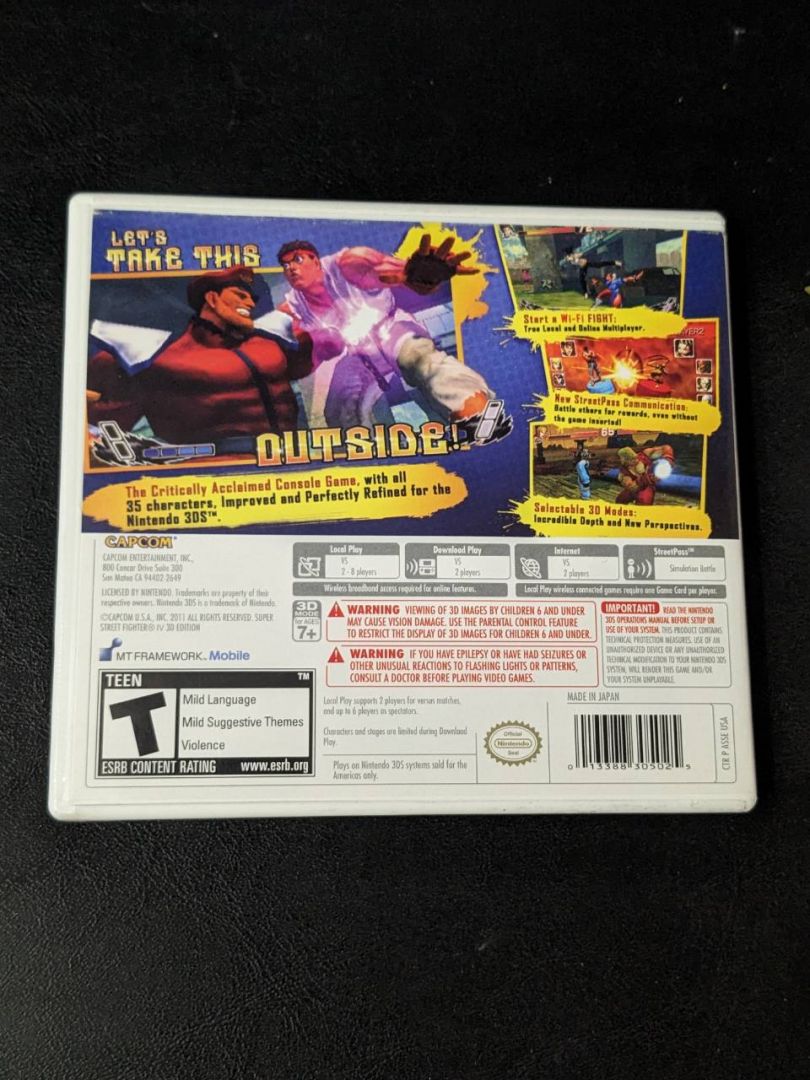 LET'S
TAKE THIS
OUTSIDE!
The Critically Acclaimed Console Game, with all
35 characters, Improved and Perfectly Refined for the
Nintendo 3DS™.
Start a Wi-Fi FIGHT:
True Local and Online Multiplayer.
PLAYER2
New StreetPass Communication:
Battle others for rewards, even without
the game inserted!
65
Selectable 3D Modes:
Incredible Depth and New Perspectives.
CAPCOM
CAPCOM ENTERTAINMENT, INC.,
800 Concar Drive Suite 300
San Mateo CA 94402-2649
LICENSED BY NINTENDO. Trademarks are property of their
respective owners. Nintendo 3DS is a trademark of Nintendo.
©CAPCOM U.S.A., INC. 2011 ALL RIGHTS RESERVED. SUPER
STREET FIGHTER® IV 3D EDITION
MT FRAMEWORK™ Mobile
Local Play
VS
2 - 8 players
Download Play
VS
2 players
Internet
VS
2 players
StreetPass™
Simulation Battle
Wireless broadband access required for online features.
Local Play wireless connected games require one Game Card per player.
3D
MODE
for AGES
7+
WARNING VIEWING OF 3D IMAGES BY CHILDREN 6 AND UNDER
MAY CAUSE VISION DAMAGE. USE THE PARENTAL CONTROL FEATURE
TO RESTRICT THE DISPLAY OF 3D IMAGES FOR CHILDREN 6 AND UNDER.
WARNING IF YOU HAVE EPILEPSY OR HAVE HAD SEIZURES OR
OTHER UNUSUAL REACTIONS TO FLASHING LIGHTS OR PATTERNS,
CONSULT A DOCTOR BEFORE PLAYING VIDEO GAMES.
IMPORTANT! READ THE NINTENDO
3DS OPERATIONS MANUAL BEFORE SETUP OR
USE OF YOUR SYSTEM. THIS PRODUCT CONTAINS
TECHNICAL PROTECTION MEASURES. USE OF AN
UNAUTHORIZED DEVICE OR ANY UNAUTHORIZED
TECHNICAL MODIFICATION TO YOUR NINTENDO 3DS
SYSTEM, WILL RENDER THIS GAME AND/OR
YOUR SYSTEM UNPLAYABLE.
TEEN ™
T
Mild Language
Mild Suggestive Themes
Violence
ESRB CONTENT RATING www.esrb.org
Local Play supports 2 players for versus matches,
and up to 6 players as spectators.
Characters and stages are limited during Download
Play.
Plays on Nintendo 3DS systems sold for the
Americas only.
Official
Nintendo
Seal
MADE IN JAPAN
0 13388 30502 5
CTR P ASSE USA